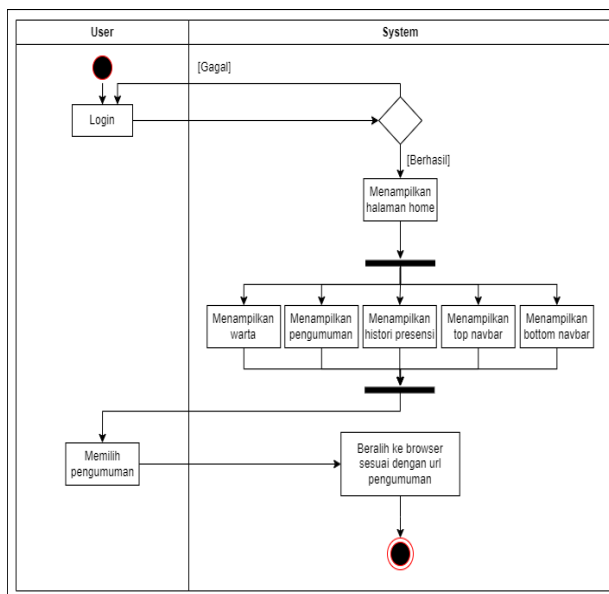 User
System
[Gagal]
Login
[Berhasil]
Menampilkan
halaman home
Menampilkan
warta
Menampilkan
pengumuman
Menampilkan
histori presensi
Menampilkan
top navbar
Menampilkan
bottom navbar
Memilih
pengumuman
Beralih ke browser
sesuai dengan url
pengumuman